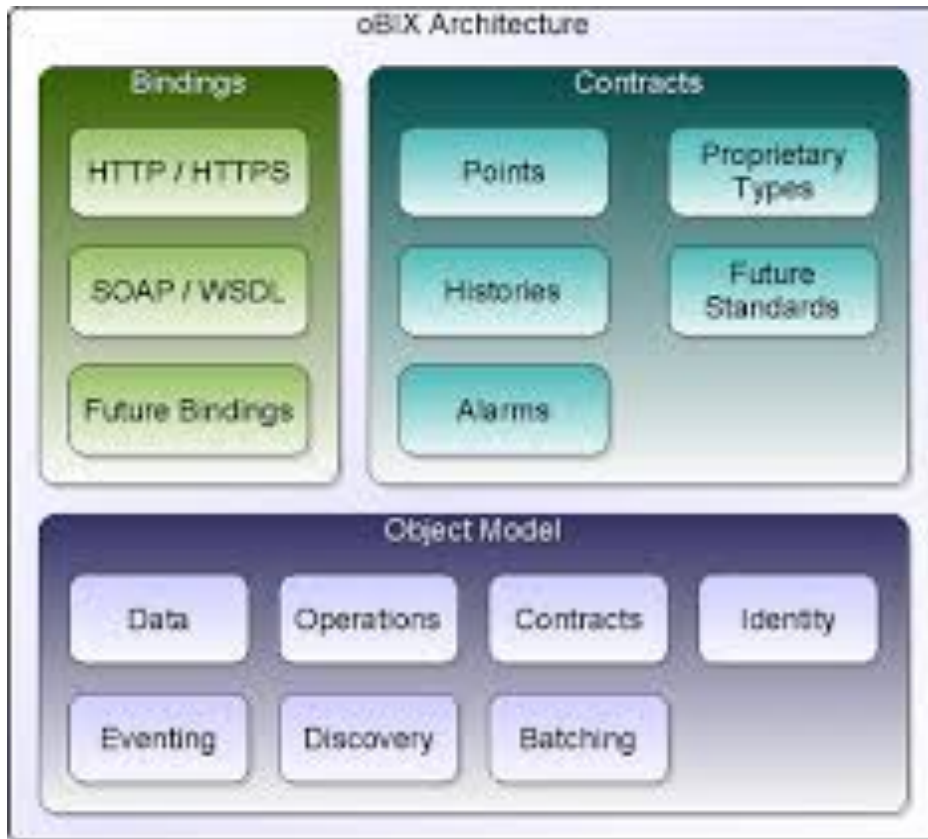 oBIX Architecture
Bindings
HTTP / HTTPS
SOAP / WSDL
Future Bindings
Contracts
Points
Proprietary
Types
Histories
Future
Standards
Alarms
Object Model
Data
Operations
Contracts
Identity
Eventing
Discovery
Batching